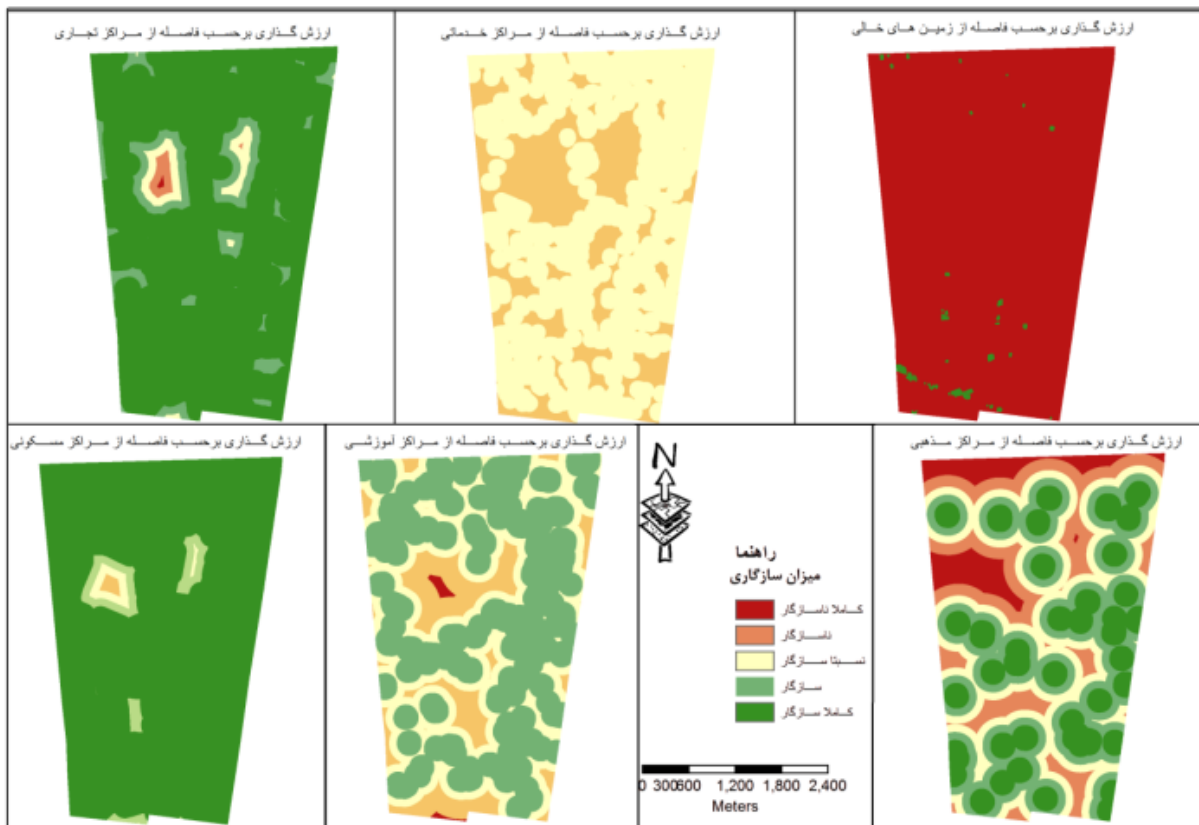 ارزش گذاری برحسب فاصله از زمین های خالی
ارزش گذاری برحسب فاصله از مراکز خدماتی
ارزش گذاری برحسب فاصله از مراکز تجاری
ارزش گذاری برحسب فاصله از مراکز مذهبی
ارزش گذاری برحسب فاصله از مراکز آموزشی
ارزش گذاری برحسب فاصله از مراکز مسکونی
N
راهنما
میزان سازگاری
کاملا ناسازگار
ناسازگار
نسبتا سازگار
سازگار
کاملا سازگار
0 300600 1,200 1,800 2,400
Meters